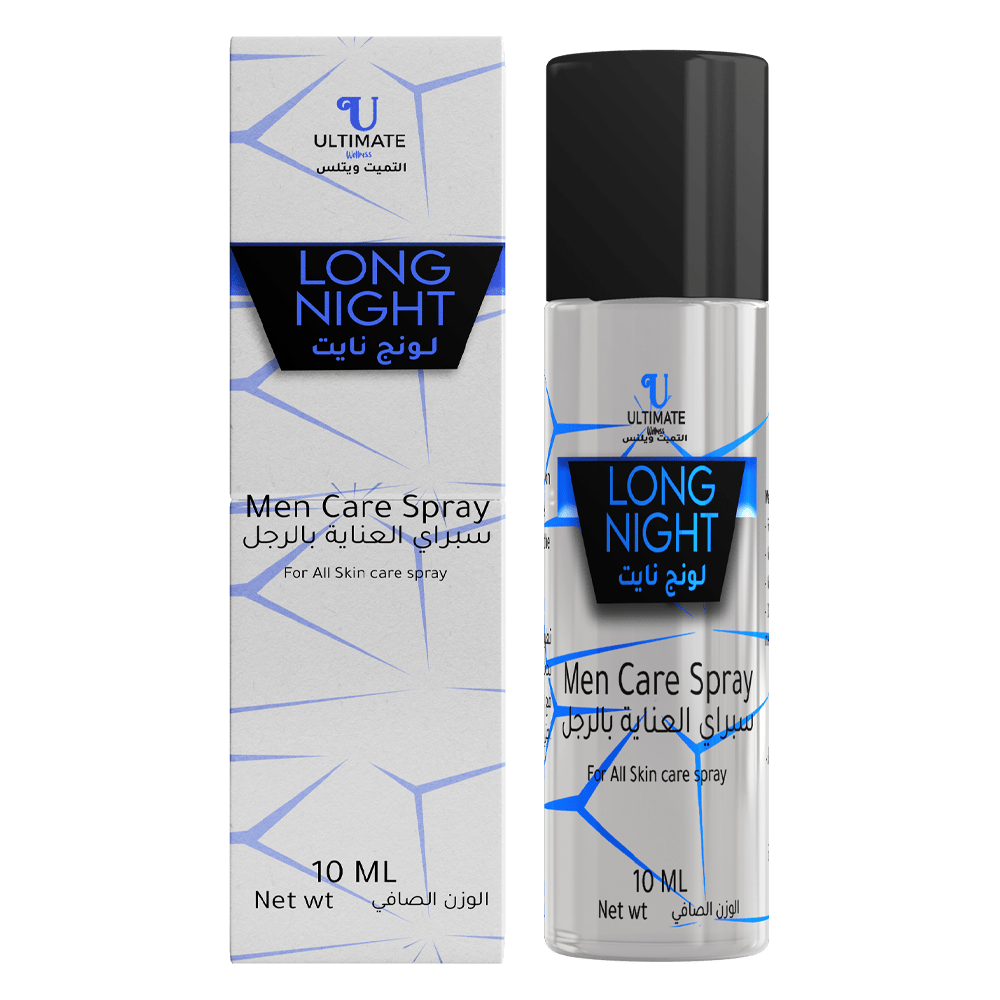 U
ULTIMATE
Wellness
التميت ويتلس
LONG
NIGHT
لونج نايت
Men Care Spray
سبراي العناية بالرجل
For All Skin care spray
10 ML
Net wt الوزن الصافي
U
ULTIMATE
Wellness
التميت ويتلس
LONG
NIGHT
لونج نايت
Men Care Spray
سبراي العناية بالرجل
For All Skin care spray
10 ML
Net wt الوزن الصافي